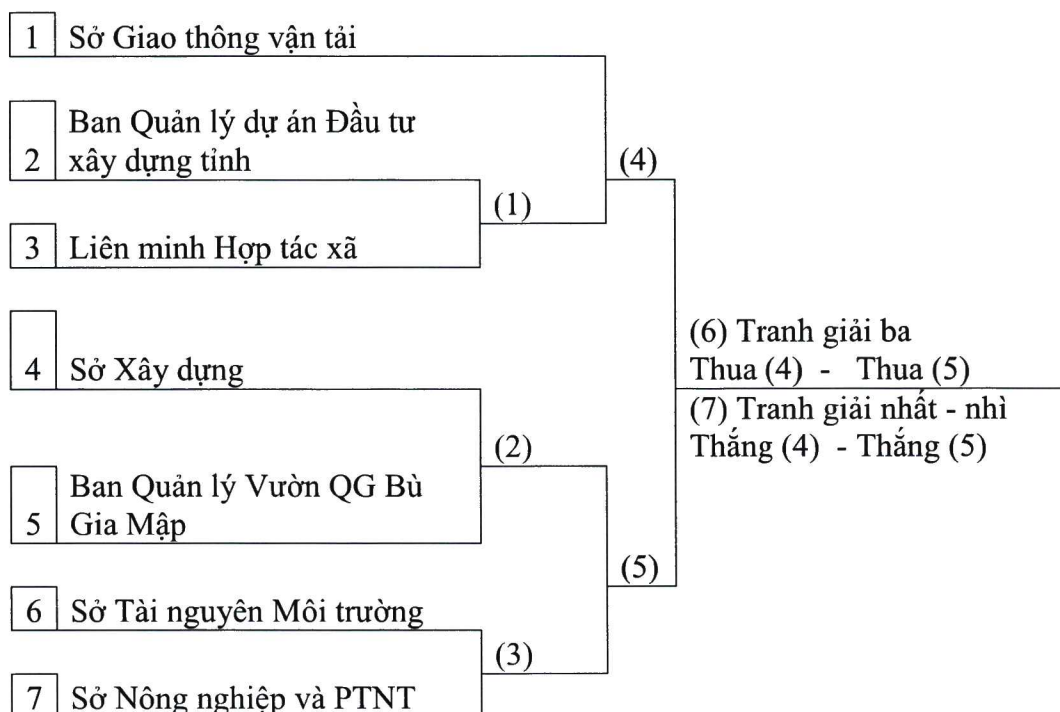 1 Sở Giao thông vận tải
Ban Quản lý dự án Đầu tư
2 xây dựng tỉnh
(4)
(1)
3 Liên minh Hợp tác xã
4 Sở Xây dựng
(6) Tranh giải ba
Thua (4) - Thua (5)
(7) Tranh giải nhất - nhì
Thắng (4) - Thắng (5)
(2)
Ban Quản lý Vườn QG Bù
5 Gia Mập
(5)
6 Sở Tài nguyên Môi trường
(3)
7 Sở Nông nghiệp và PTNT